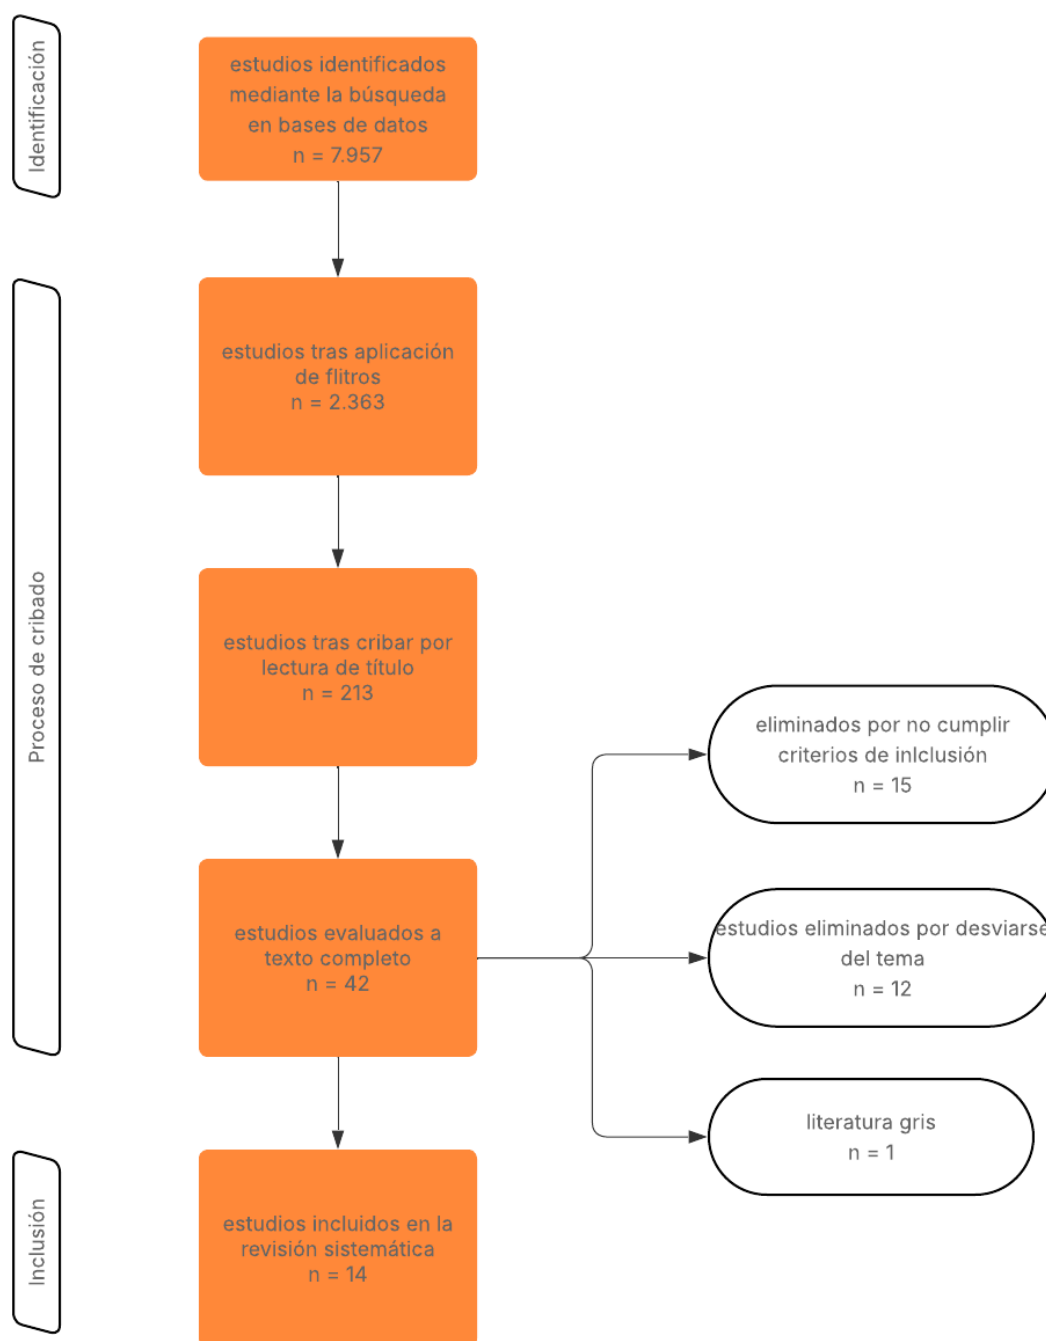 Identificación
estudios identificados
mediante la búsqueda
en bases de datos
n = 7.957
Proceso de cribado
estudios tras aplicación
de flitros
n = 2.363
estudios tras cribar por
lectura de título
n = 213
estudios evaluados a
texto completo
n = 42
eliminados por no cumplir
criterios de inlclusión
n = 15
estudios eliminados por desviarse
del tema
n = 12
literatura gris
n = 1
Inclusión
estudios incluidos en la
revisión sistemática
n = 14